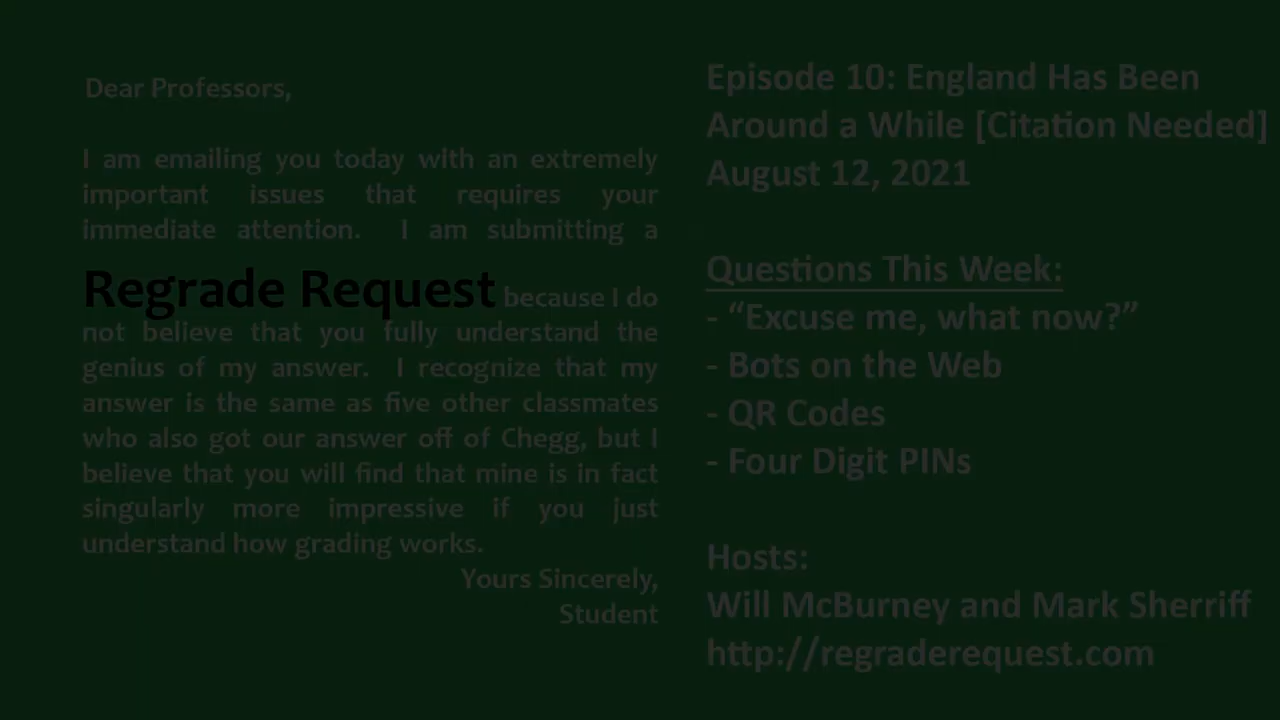 Dear Professors,
I am emailing you today with an extremely
important issues that requires your
immediate attention. I am submitting a
Regrade Request because I do
not believe that you fully understand the
genius of my answer. I recognize that my
answer is the same as five other classmates
who also got our answer off of Chegg, but I
believe that you will find that mine is in fact
singularly more impressive if you just
understand how grading works.
Yours Sincerely,
Student
Episode 10: England Has Been
Around a While [Citation Needed]
August 12, 2021
Questions This Week:
- “Excuse me, what now?”
- Bots on the Web
- QR Codes
- Four Digit PINs
Hosts:
Will McBurney and Mark Sherriff
http://regraderequest.com